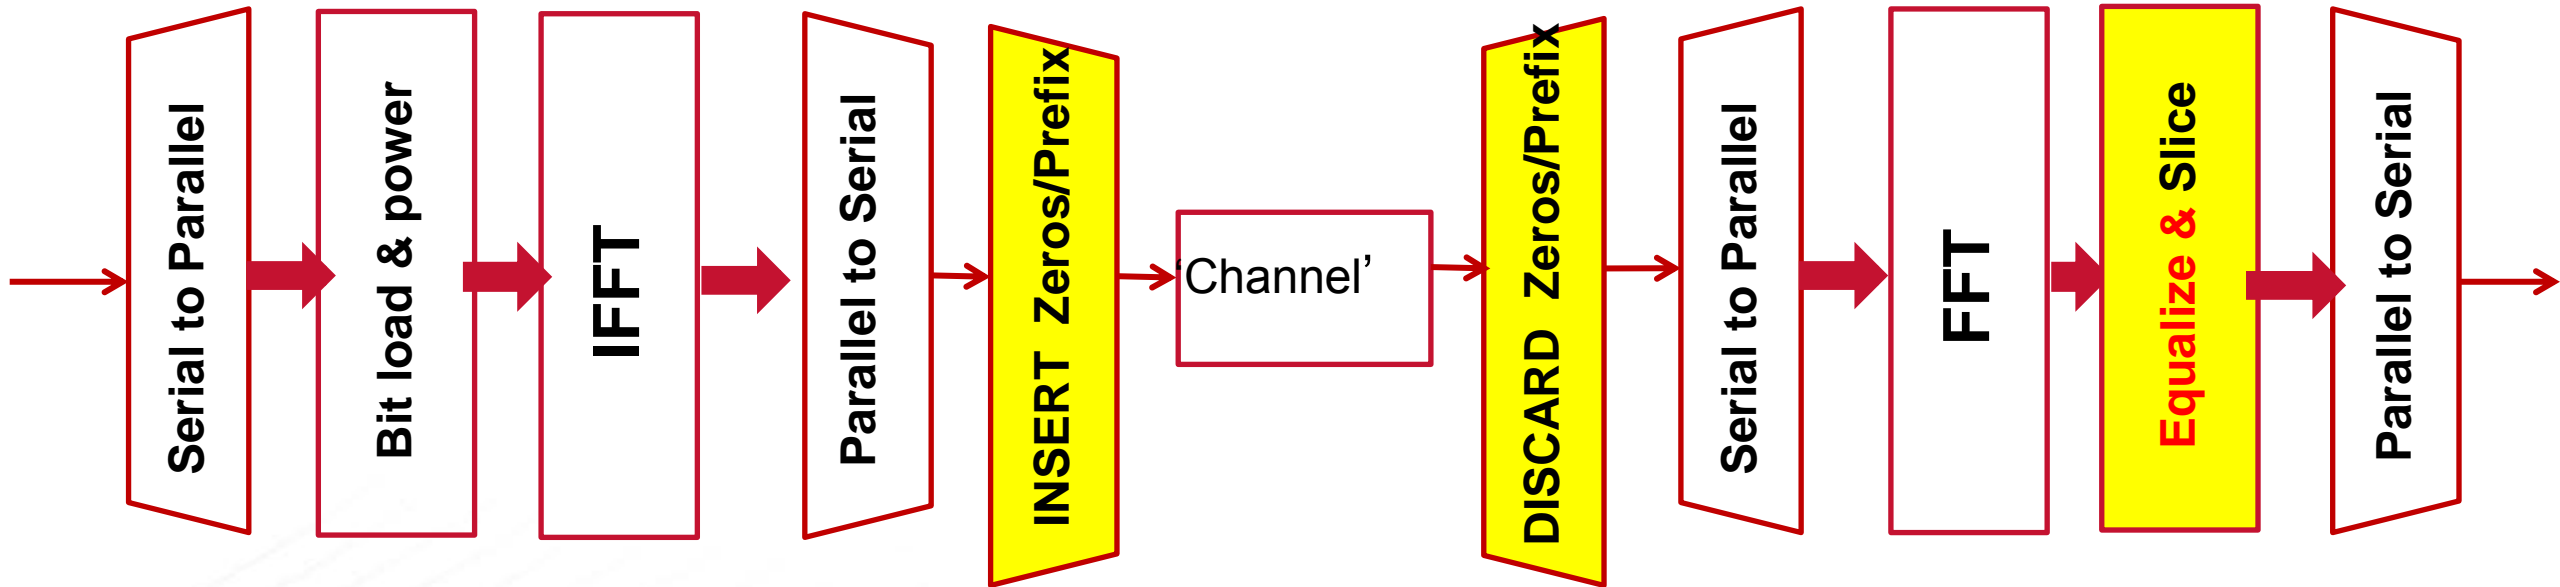 Serial to Parallel
Bit load & power
IFFT
Parallel to Serial
INSERT Zeros/Prefix
‘Channel’
DISCARD Zeros/Prefix
Serial to Parallel
FFT
Equalize & Slice
Parallel to Serial